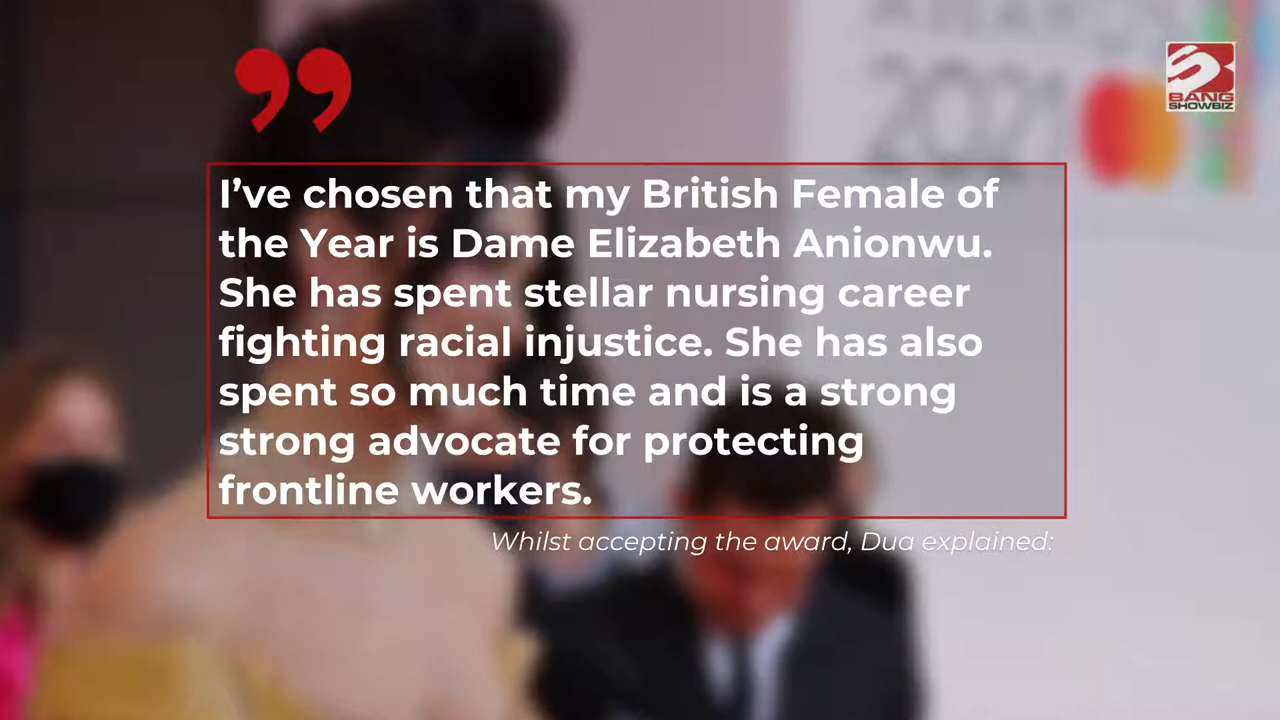 AWARDS
2021
BANG
SHOWBIZ
I’ve chosen that my British Female of
the Year is Dame Elizabeth Anionwu.
She has spent stellar nursing career
fighting racial injustice. She has also
spent so much time and is a strong
strong advocate for protecting
frontline workers.
Whilst accepting the award, Dua explained: